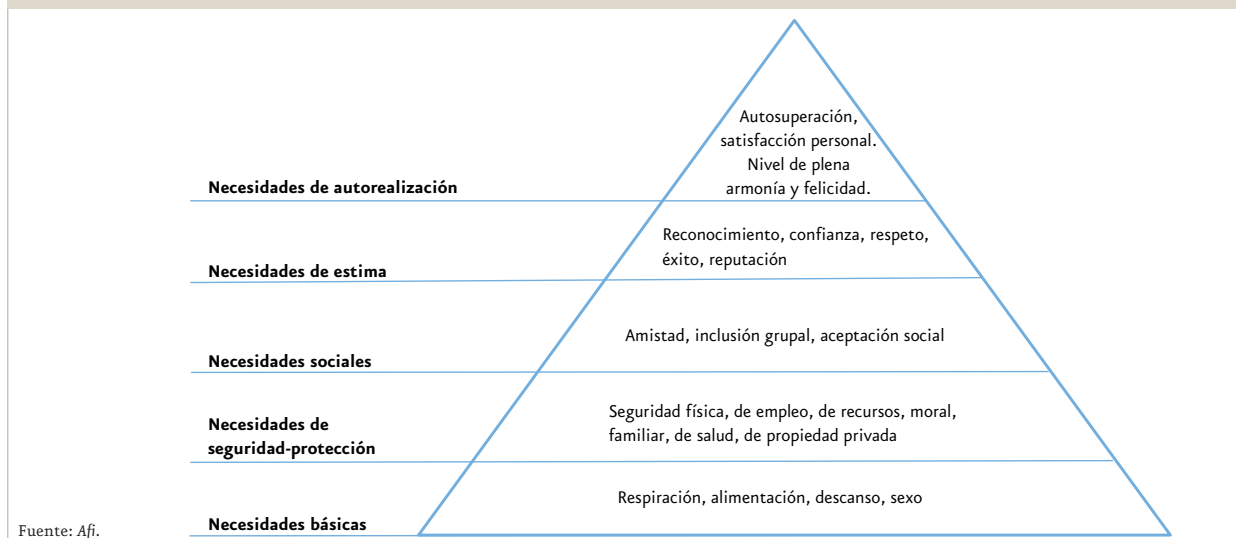 Autosuperación,
satisfacción personal.
Nivel de plena
armonía y felicidad.
Necesidades de autorealización
Reconocimiento, confianza, respeto,
éxito, reputación
Necesidades de estima
Amistad, inclusión grupal, aceptación social
Necesidades sociales
Seguridad física, de empleo, de recursos, moral,
familiar, de salud, de propiedad privada
Necesidades de
seguridad-protección
Respiración, alimentación, descanso, sexo
Necesidades básicas
Fuente: Afi.